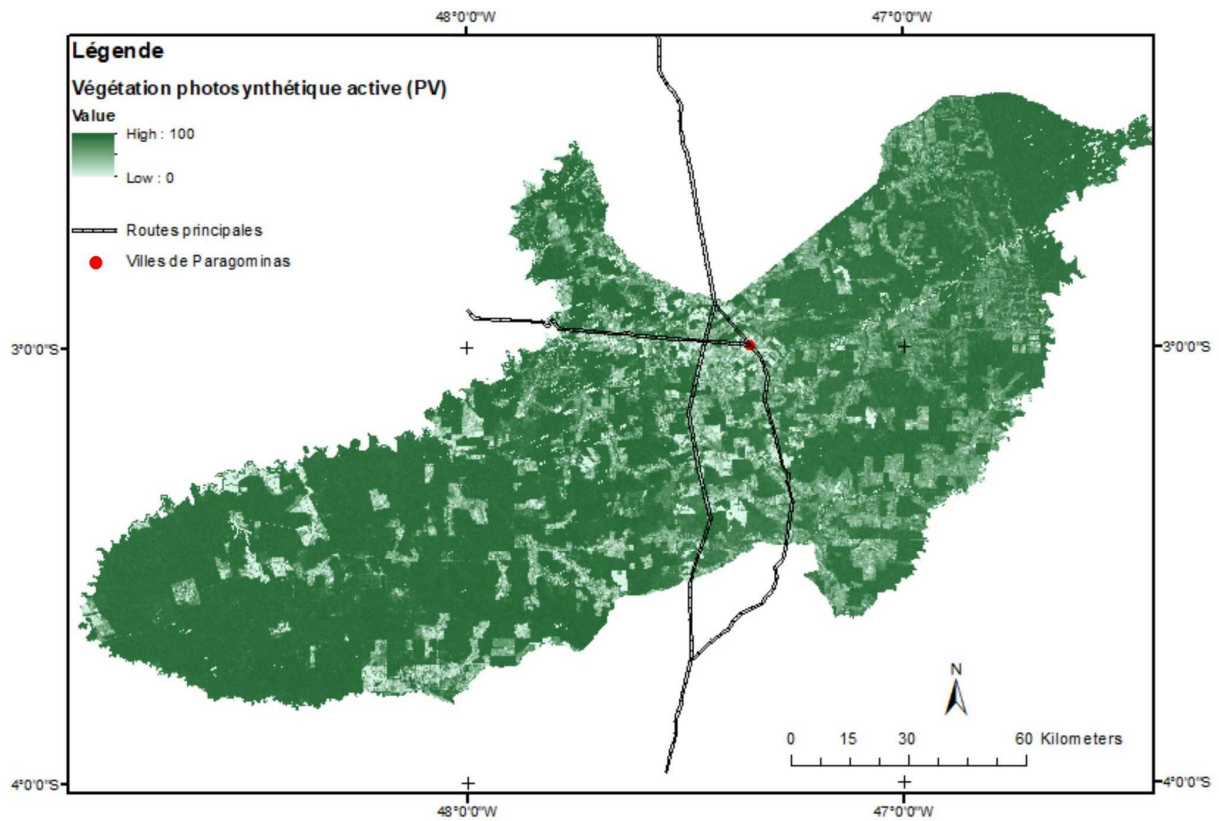 48°0'0"W
47°0'0"W
Légende
Végétation photosynthétique active (PV)
Value
High : 100
Low : 0
Routes principales
Villes de Paragominas
3°0'0"S
3°0'0"S
N
0 15 30 60 Kilometers
4°0'0"S
4°0'0"S
48°0'0"W
47°0'0"W